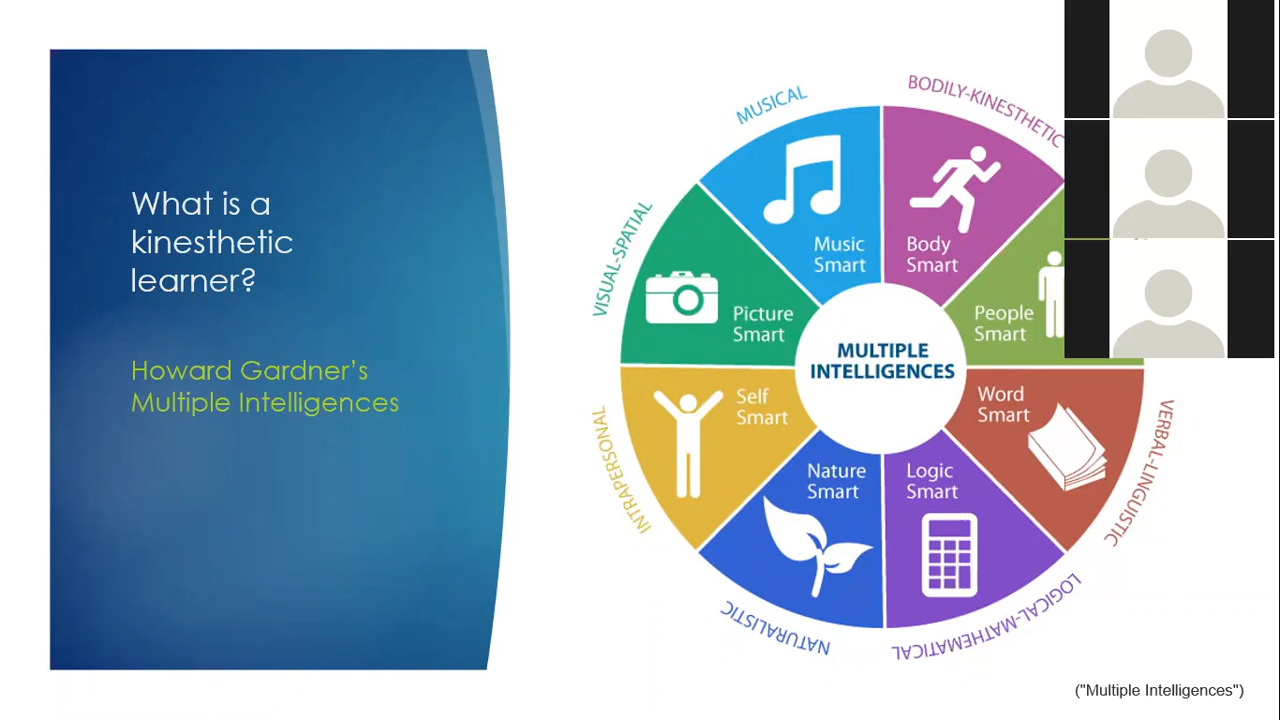 What is a
kinesthetic
learner?
Howard Gardner's
Multiple Intelligences
MUSICAL
BODILY-KINESTHETIC
VISUAL-SPATIAL
Music
Smart
Body
Smart
Picture
Smart
People
Smart
MULTIPLE
INTELLIGENCES
Self
Smart
Word
Smart
INTRAPERSONAL
VERBAL-LINGUISTIC
Nature
Smart
Logic
Smart
NATURALISTIC
LOGICAL-MATHEMATICAL
("Multiple Intelligences")